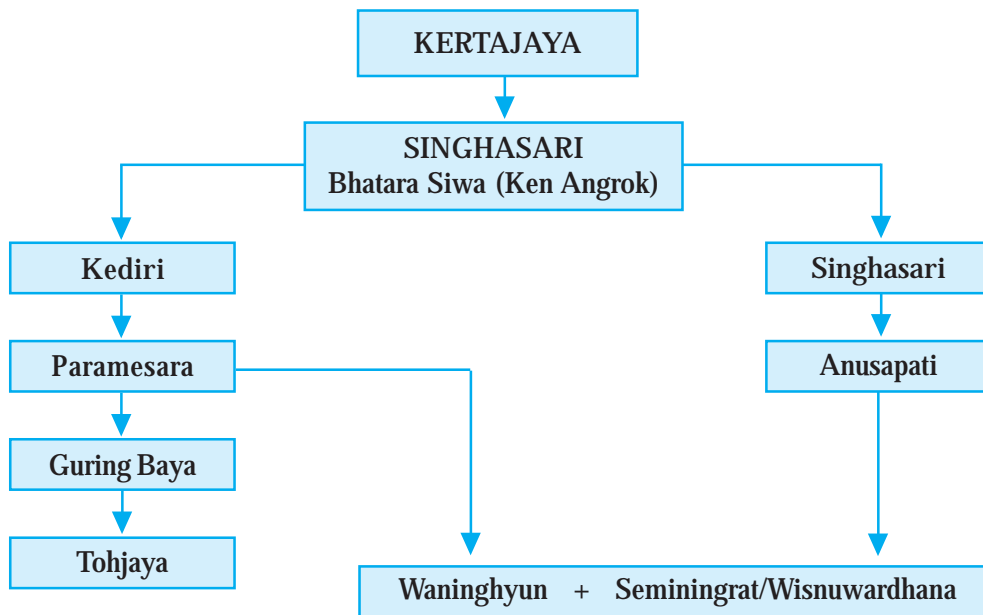 KERTAJAYA
SINGHASARI
Bhatara Siwa (Ken Angrok)
Kediri
Singhasari
Paramesara
Anusapati
Guring Baya
Tohjaya
Waninghyun + Seminingrat/Wisnuwardhana